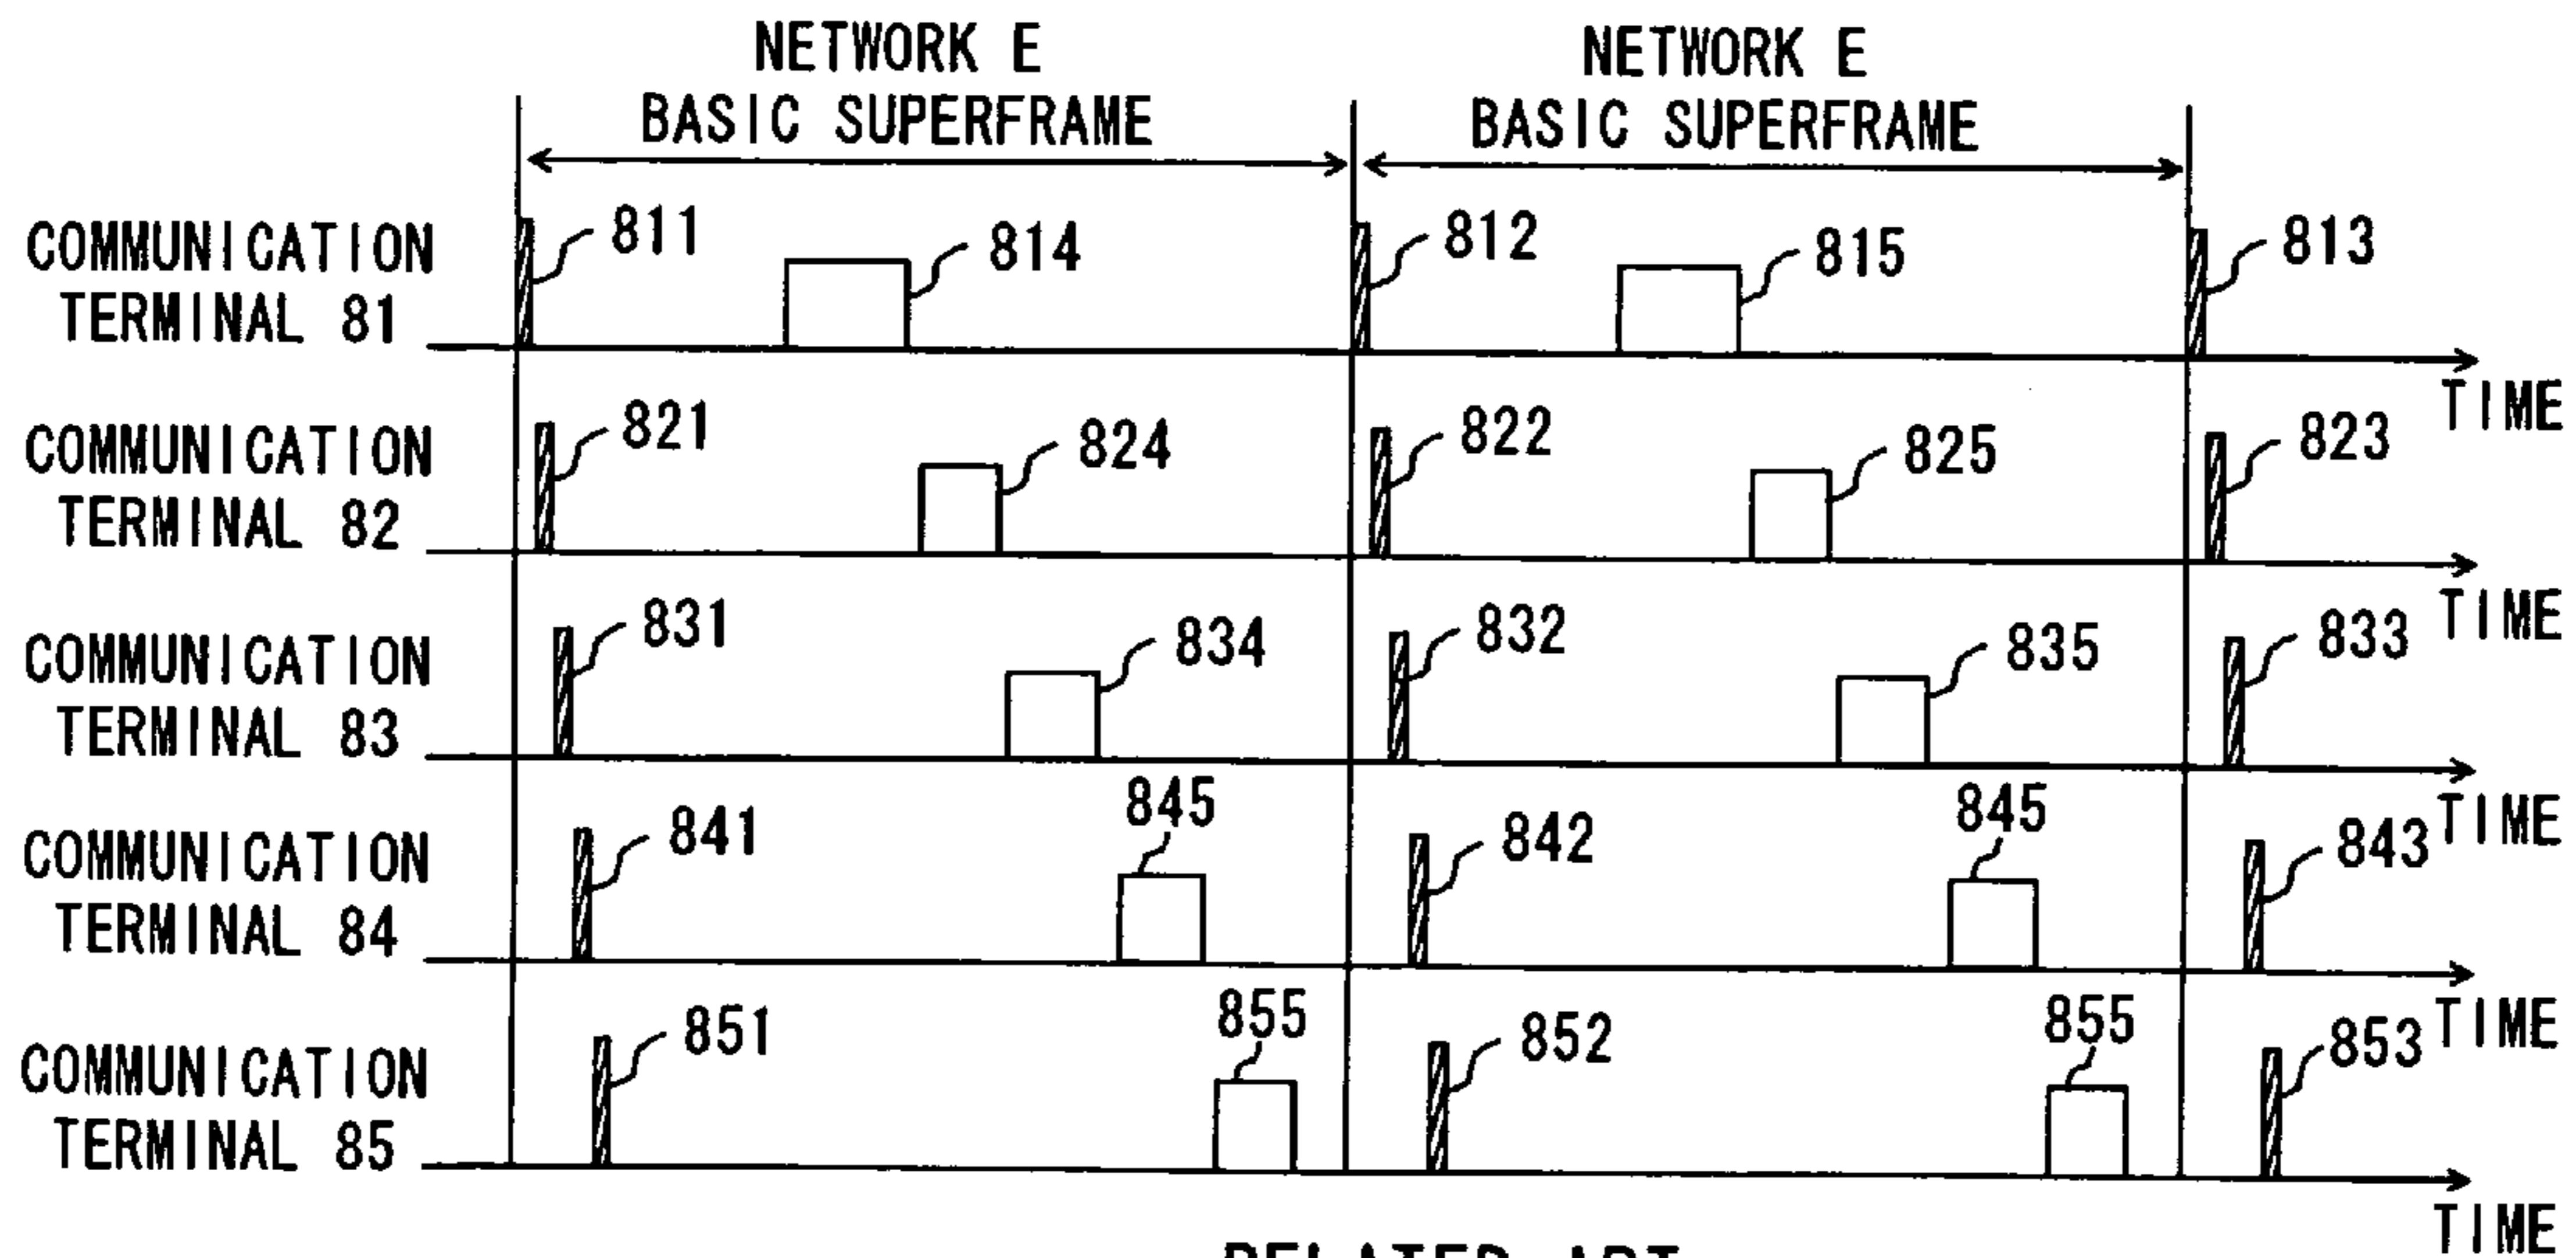 NETWORK E
BASIC SUPERFRAME
NETWORK E
BASIC SUPERFRAME
COMMUNICATION
TERMINAL 81
811
814
812
815
813
TIME
COMMUNICATION
TERMINAL 82
821
824
822
825
823
TIME
COMMUNICATION
TERMINAL 83
831
834
832
835
833
TIME
COMMUNICATION
TERMINAL 84
841
845
842
845
843
TIME
COMMUNICATION
TERMINAL 85
851
855
852
855
853
TIME
RELATED ART